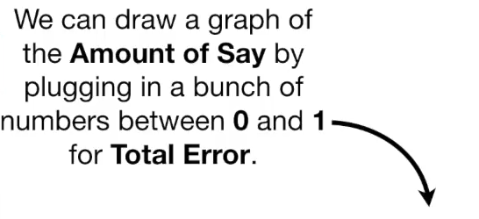 We can draw a graph of
the Amount of Say by
plugging in a bunch of
numbers between 0 and 1
for Total Error.